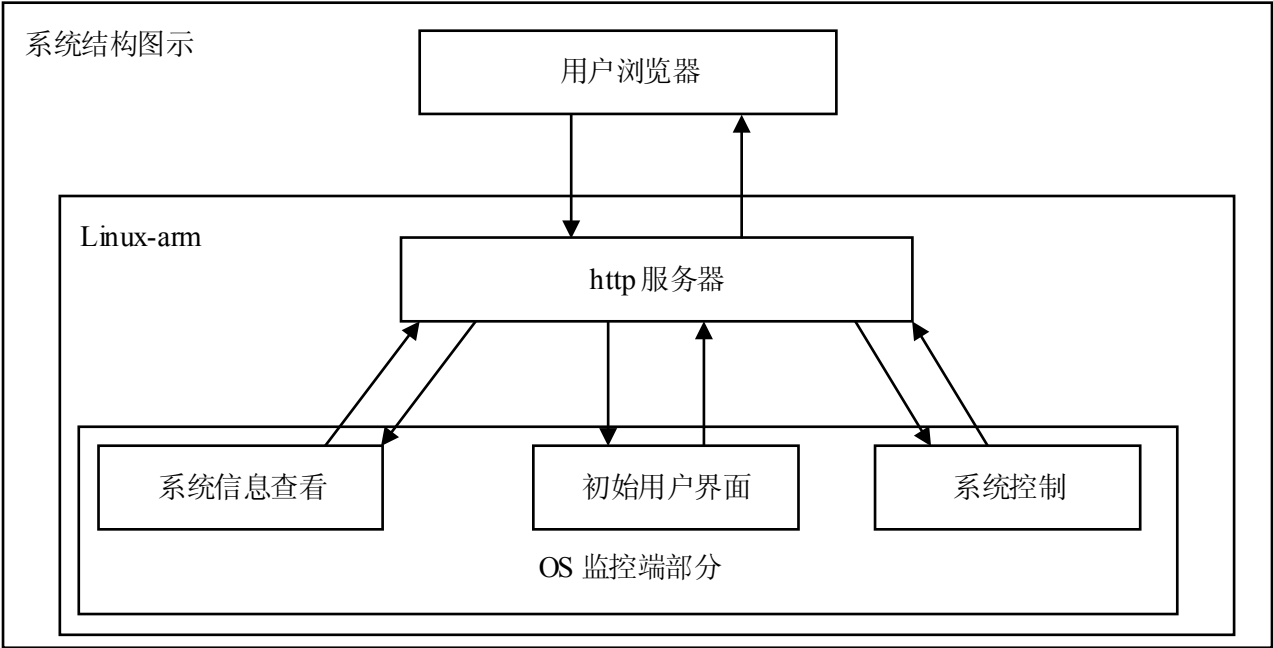 系统结构图示
用户浏览器
Linux-arm
http 服务器
系统信息查看
初始用户界面
系统控制
OS 监控端部分